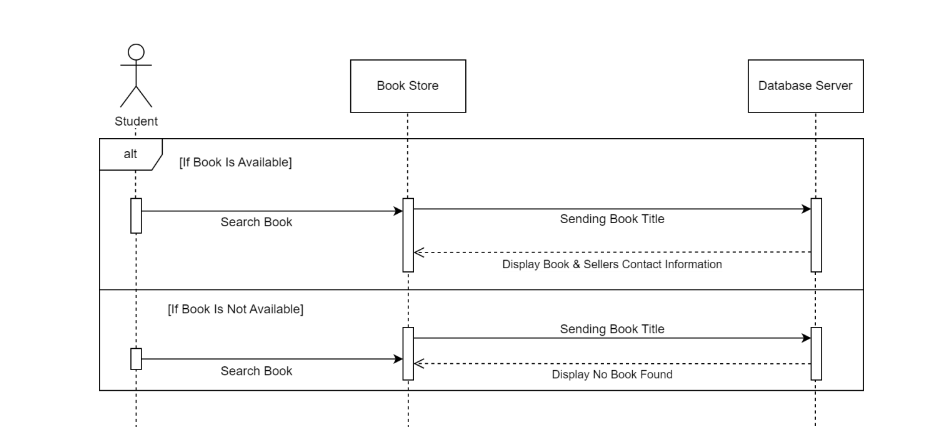 Book Store
Database Server
Student
alt
[If Book Is Available]
Search Book
Sending Book Title
Display Book & Sellers Contact Information
[If Book Is Not Available]
Sending Book Title
Search Book
Display No Book Found